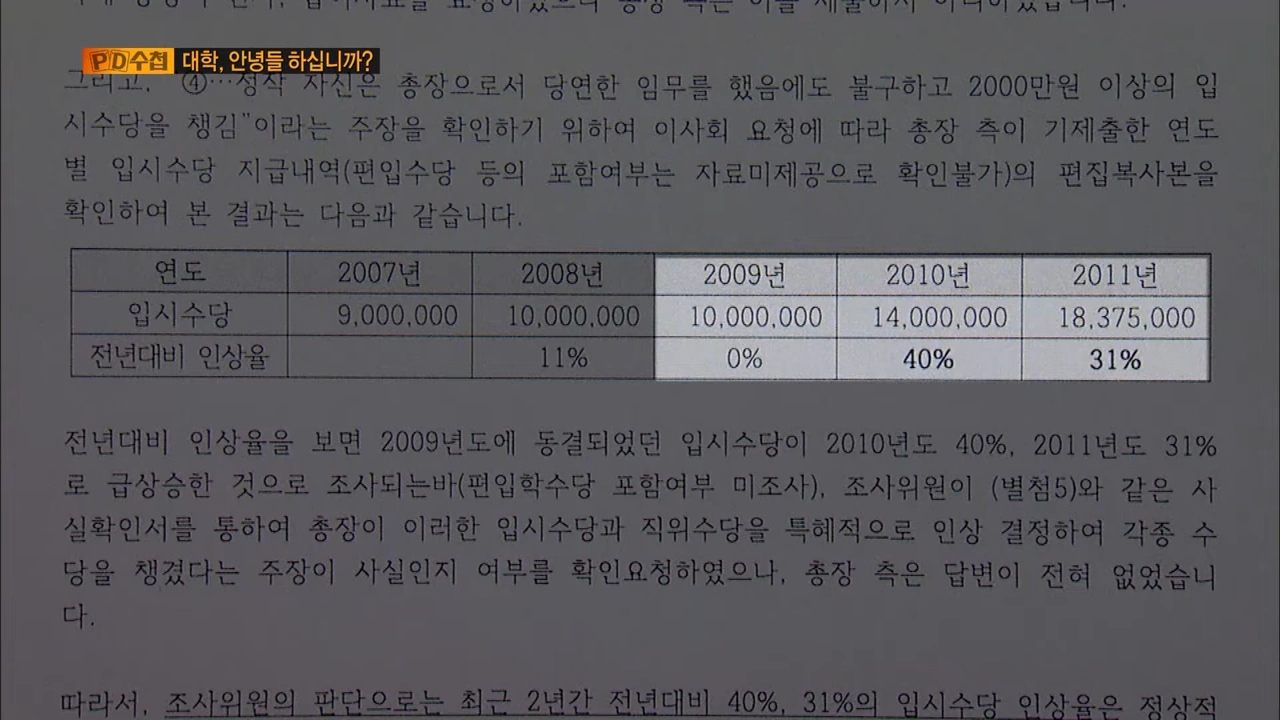 PD수첩 대학, 안녕들 하십니까?
그리고, ④…정작 자신은 총장으로서 당연한 임무를 했음에도 불구하고 2000만원 이상의 입
시수당을 챙김"이라는 주장을 확인하기 위하여 이사회 요청에 따라 총장 측이 기제출한 연도
별 입시수당 지급내역(편입수당 등의 포함여부는 자료미제공으로 확인불가)의 편집복사본을
확인하여 본 결과는 다음과 같습니다.
연도 2007년 2008년 2009년 2010년 2011년
입시수당 9,000,000 10,000,000 10,000,000 14,000,000 18,375,000
전년대비 인상율 11% 0% 40% 31%
전년대비 인상율을 보면 2009년도에 동결되었던 입시수당이 2010년도 40%, 2011년도 31%
로 급상승한 것으로 조사되는바(편입학수당 포함여부 미조사), 조사위원이 (별첨5)와 같은 사
실확인서를 통하여 총장이 이러한 입시수당과 직위수당을 특혜적으로 인상 결정하여 각종 수
당을 챙겼다는 주장이 사실인지 여부를 확인요청하였으나, 총장 측은 답변이 전혀 없었습니
다.
따라서, 조사위원의 판단으로는 최근 2년간 전년대비 40%, 31%의 입시수당 인상율은 정상적